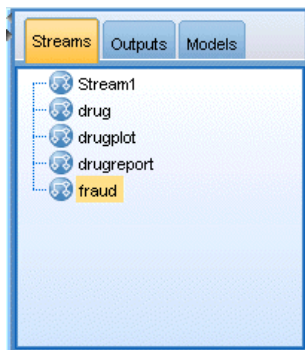 Streams Outputs Models
Stream1
drug
drugplot
drugreport
fraud